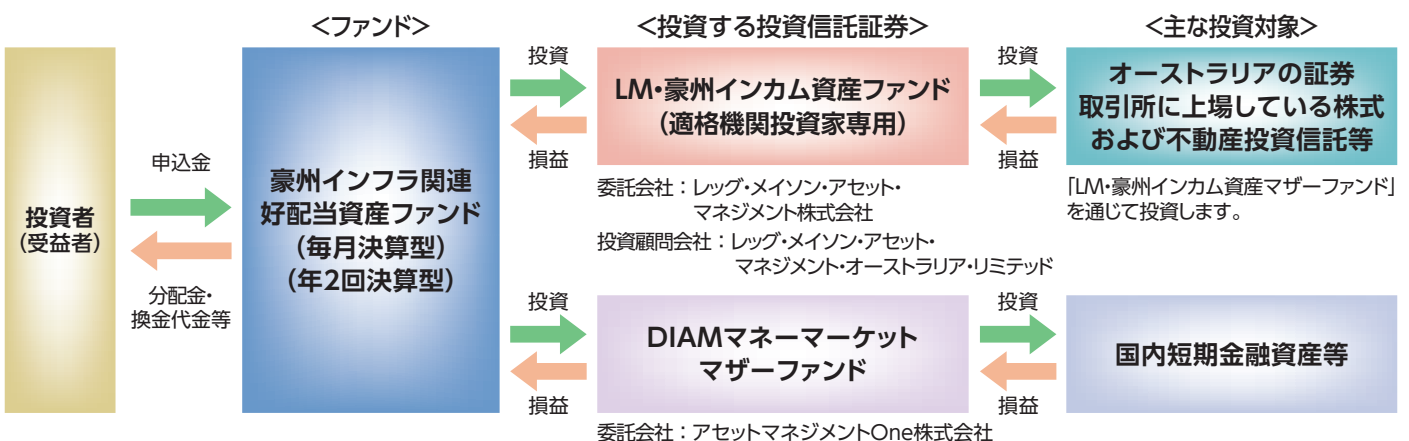 ＜ファンド＞
＜投資する投資信託証券＞
＜主な投資対象＞
投資者
（受益者）
申込金
分配金・
換金代金等
豪州インフラ関連
好配当資産ファンド
（毎月決算型）
（年2回決算型）
投資
損益
LM・豪州インカム資産ファンド
（適格機関投資家専用）
委託会社：レッグ・メイソン・アセット・
マネジメント株式会社
投資顧問会社：レッグ・メイソン・アセット・
マネジメント・オーストラリア・リミテッド
投資
損益
オーストラリアの証券
取引所に上場している株式
および不動産投資信託等
「LM・豪州インカム資産マザーファンド」
を通じて投資します。
投資
損益
DIAMマネーマーケット
マザーファンド
委託会社：アセットマネジメントOne株式会社
投資
損益
国内短期金融資産等